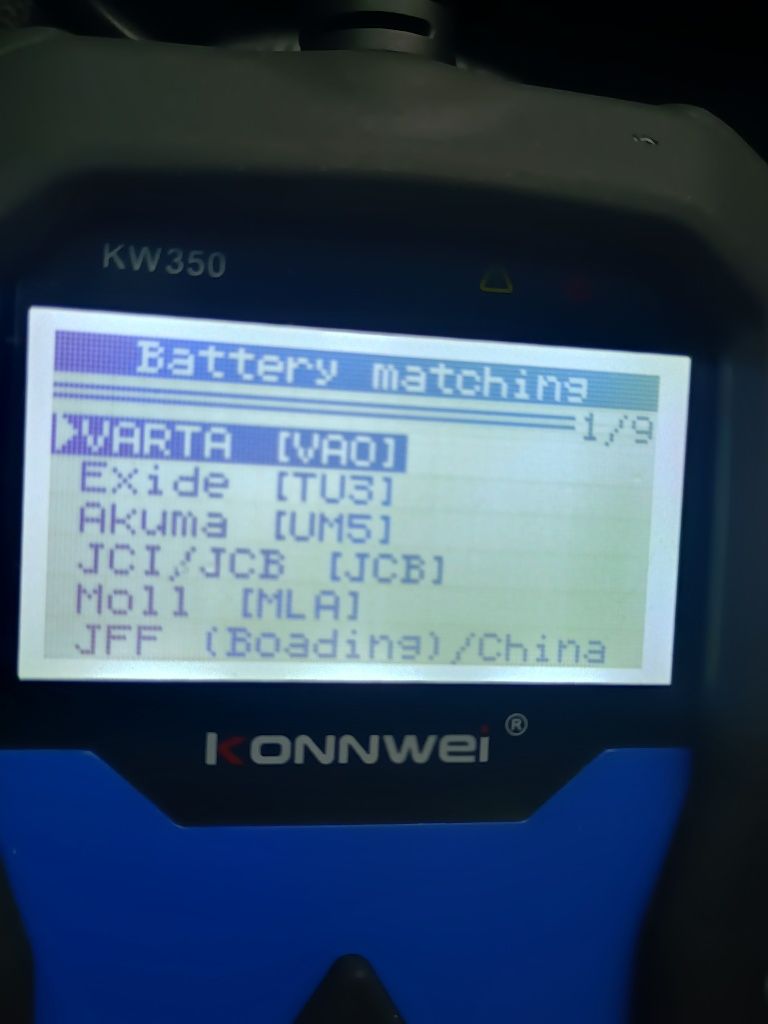 KW350
Battery matching
1/9
VARTA [VAO]
Exide [TU3]
Akuma [UM5]
JCI/JCB [JCB]
Moll [MLA]
JFF (Boading)/China
KONNWEI®